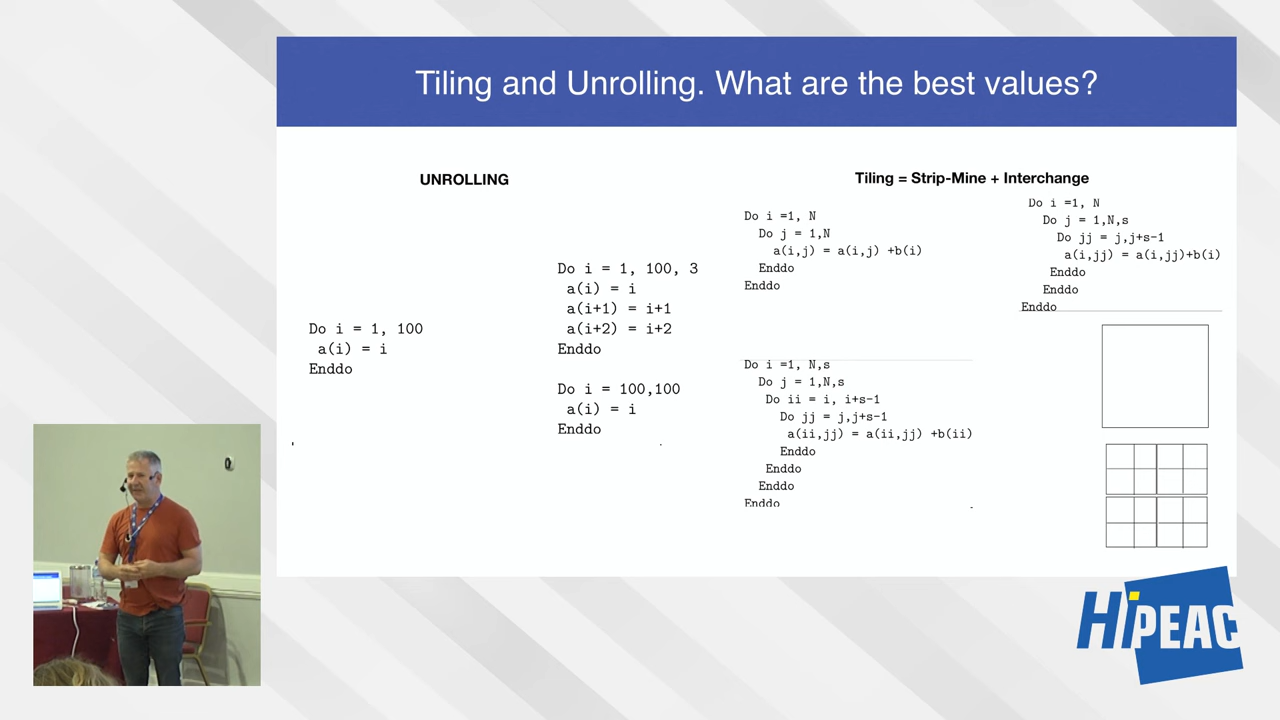 Tiling and Unrolling. What are the best values?
UNROLLING
Do i = 1, 100
a(i) = i
Enddo
Do i = 1, 100, 3
a(i) = i
a(i+1) = i+1
a(i+2) = i+2
Enddo
Do i = 100,100
a(i) = i
Enddo
Tiling = Strip-Mine + Interchange
Do i =1, N
Do j = 1,N
a(i,j) = a(i,j) +b(i)
Enddo
Enddo
Do i =1, N
Do j = 1,N,s
Do jj = j,j+s-1
a(i,jj) = a(i,jj)+b(i)
Enddo
Enddo
Enddo
Do i =1, N,s
Do j = 1,N,s
Do ii = i, i+s-1
Do jj = j,j+s-1
a(ii,jj) = a(ii,jj) +b(ii)
Enddo
Enddo
Enddo
Enddo
HiPEAC